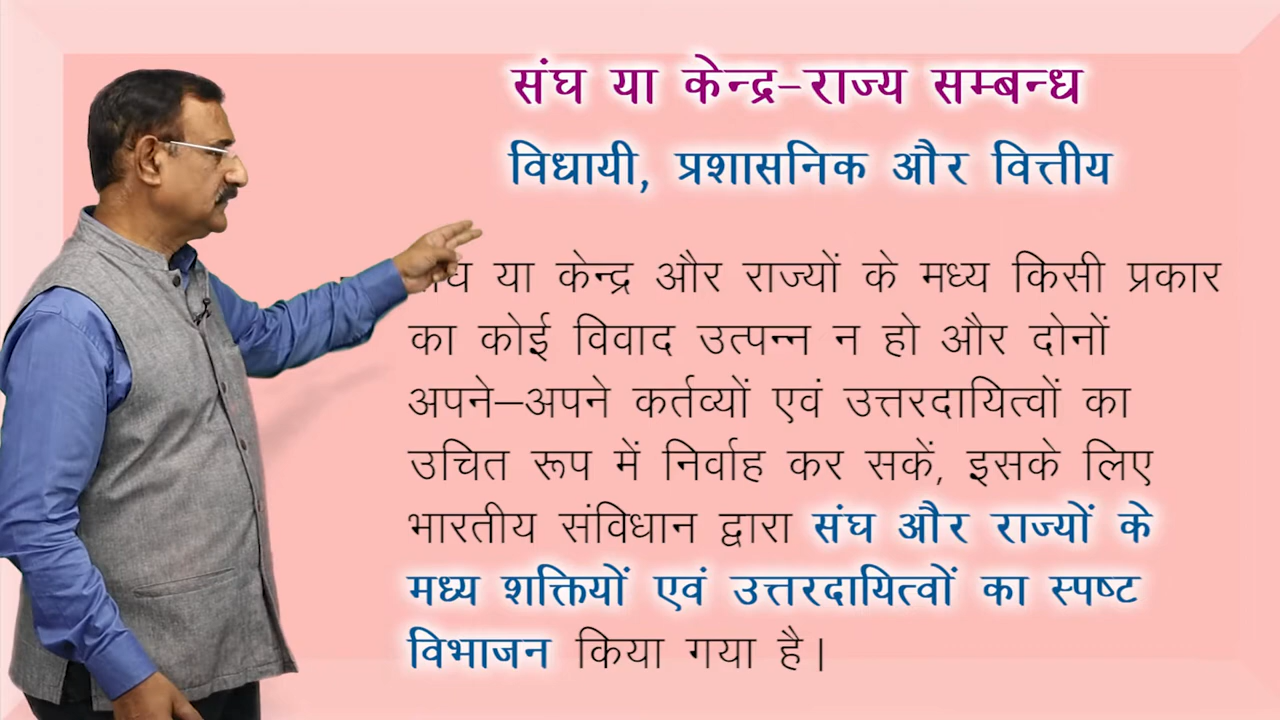 संघ या केन्द्र-राज्य सम्बन्ध
विधायी, प्रशासनिक और वित्तीय
या केन्द्र और राज्यों के मध्य किसी प्रकार
का कोई विवाद उत्पन्न न हो और दोनों
अपने–अपने कर्तव्यों एवं उत्तरदायित्वों का
उचित रूप में निर्वाह कर सकें, इसके लिए
भारतीय संविधान द्वारा संघ और राज्यों के
मध्य शक्तियों एवं उत्तरदायित्वों का स्पष्ट
विभाजन किया गया है।